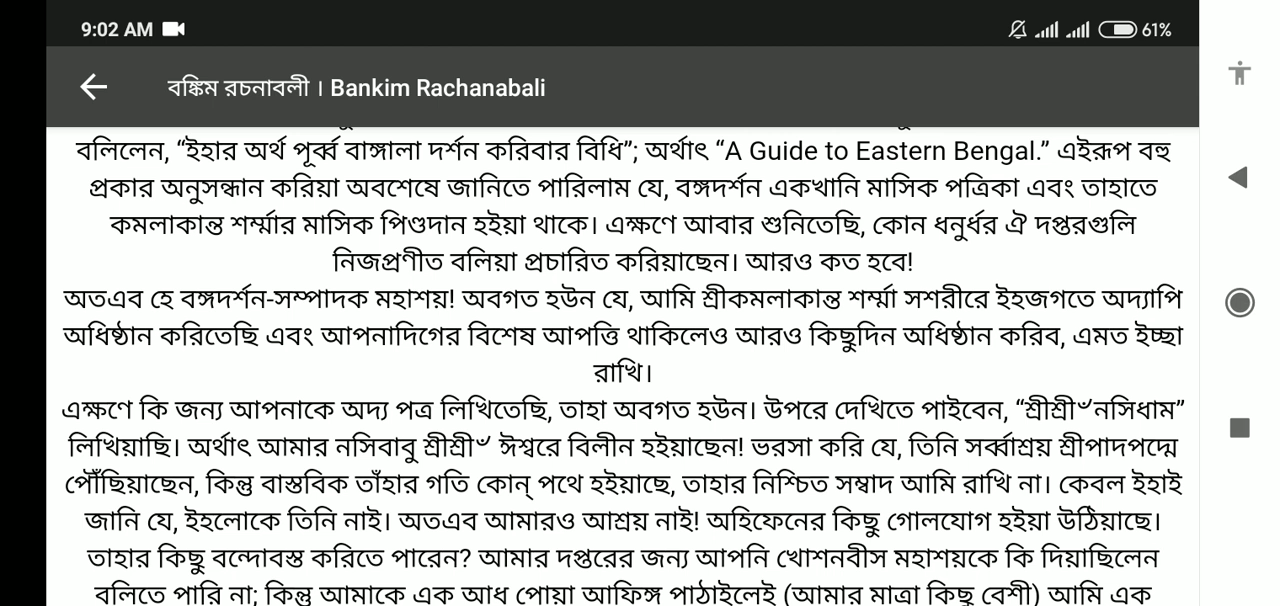 9:02 AM 61%
বঙ্কিম রচনাবলী । Bankim Rachanabali
বলিলেন, “ইহার অর্থ পূর্ব্ব বাঙ্গালা দর্শন করিবার বিধি”; অর্থাৎ “A Guide to Eastern Bengal.” এইরূপ বহু
প্রকার অনুসন্ধান করিয়া অবশেষে জানিতে পারিলাম যে, বঙ্গদর্শন একখানি মাসিক পত্রিকা এবং তাহাতে
কমলাকান্ত শর্ম্মার মাসিক পিণ্ডদান হইয়া থাকে। এক্ষণে আবার শুনিতেছি, কোন ধনুর্ধর ঐ দপ্তরগুলি
নিজপ্রণীত বলিয়া প্রচারিত করিয়াছেন। আরও কত হবে!
অতএব হে বঙ্গদর্শন-সম্পাদক মহাশয়! অবগত হউন যে, আমি শ্রীকমলাকান্ত শর্ম্মা সশরীরে ইহজগতে অদ্যাপি
অধিষ্ঠান করিতেছি এবং আপনাদিগের বিশেষ আপত্তি থাকিলেও আরও কিছুদিন অধিষ্ঠান করিব, এমত ইচ্ছা
রাখি।
এক্ষণে কি জন্য আপনাকে অদ্য পত্র লিখিতেছি, তাহা অবগত হউন। উপরে দেখিতে পাইবেন, “শ্রীশ্রী৺নসিধাম”
লিখিয়াছি। অর্থাৎ আমার নসিবাবু শ্রীশ্রী৺ ঈশ্বরে বিলীন হইয়াছেন! ভরসা করি যে, তিনি সর্ব্বাশ্রয় শ্রীপাদপদ্মে
পৌঁছিয়াছেন, কিন্তু বাস্তবিক তাঁহার গতি কোন্ পথে হইয়াছে, তাহার নিশ্চিত সম্বাদ আমি রাখি না। কেবল ইহাই
জানি যে, ইহলোকে তিনি নাই। অতএব আমারও আশ্রয় নাই! অহিফেনের কিছু গোলযোগ হইয়া উঠিয়াছে।
তাহার কিছু বন্দোবস্ত করিতে পারেন? আমার দপ্তরের জন্য আপনি খোশনবীস মহাশয়কে কি দিয়াছিলেন
বলিতে পারি না; কিন্তু আমাকে এক আধ পোয়া আফিঙ্গ পাঠাইলেই (আমার মাত্রা কিছু বেশী) আমি এক